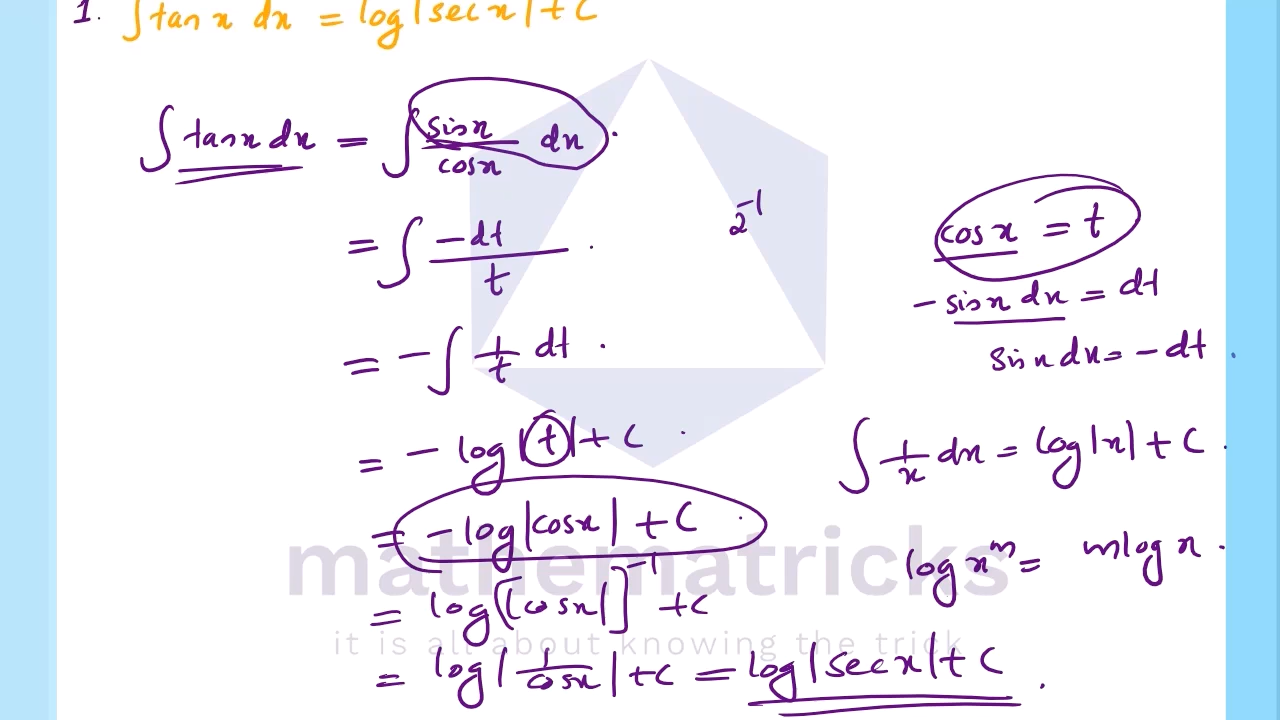 1. ∫ tan x dx = log |sec x| + C
∫ tan x dx = ∫ sin x / cos x dx.
= ∫ -dt / t .
2^-1
cos x = t
- sin x dx = dt
sin x dx = - dt .
= - ∫ 1/t dt .
= - log |t| + C .
∫ 1/x dx = log |x| + C .
= - log |cos x| + C .
log x^m = m log x .
mathematricks
= log [|cos x|]^-1 + C
it is all about knowing the trick
= log | 1/cos x | + C = log |sec x| + C .